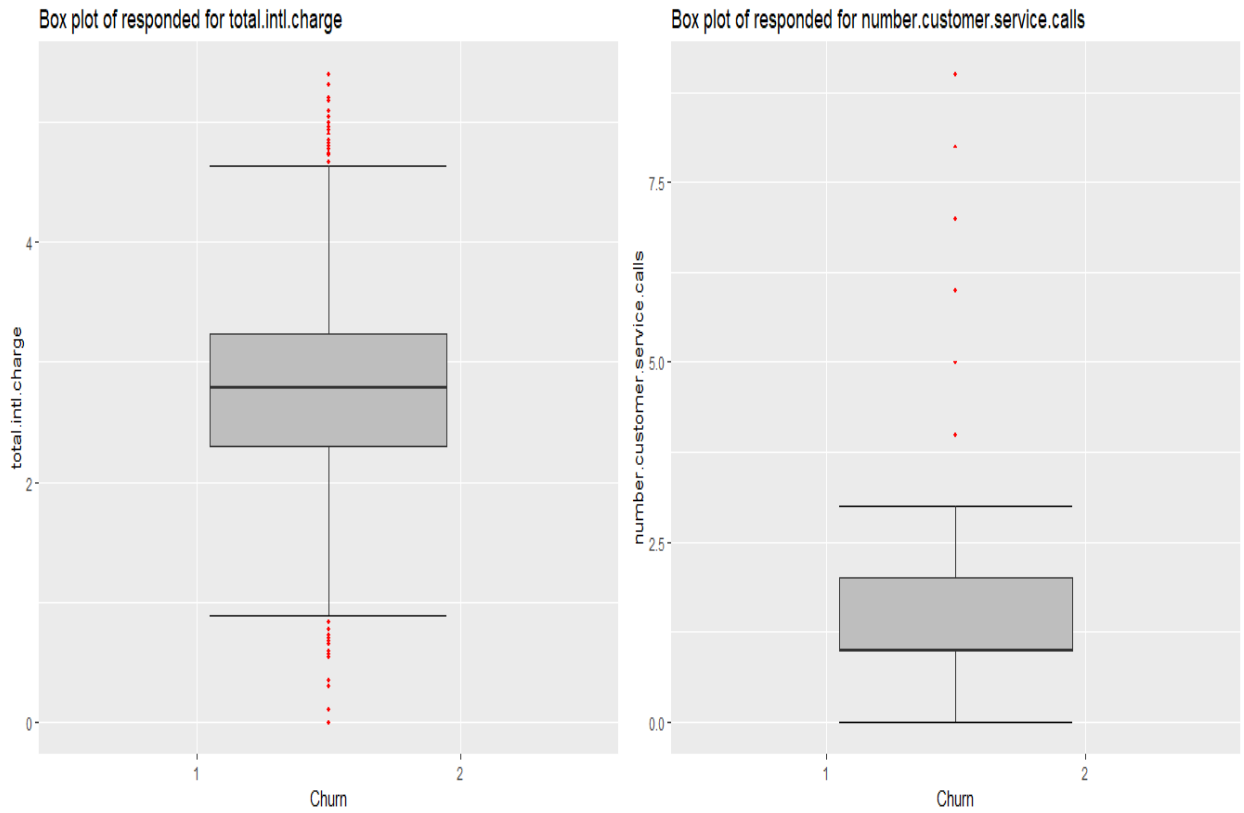 Box plot of responded for total.intl.charge
total.intl.charge
4
2
0
1 2
Churn
Box plot of responded for number.customer.service.calls
number.customer.service.calls
7.5
5.0
2.5
0.0
1 2
Churn